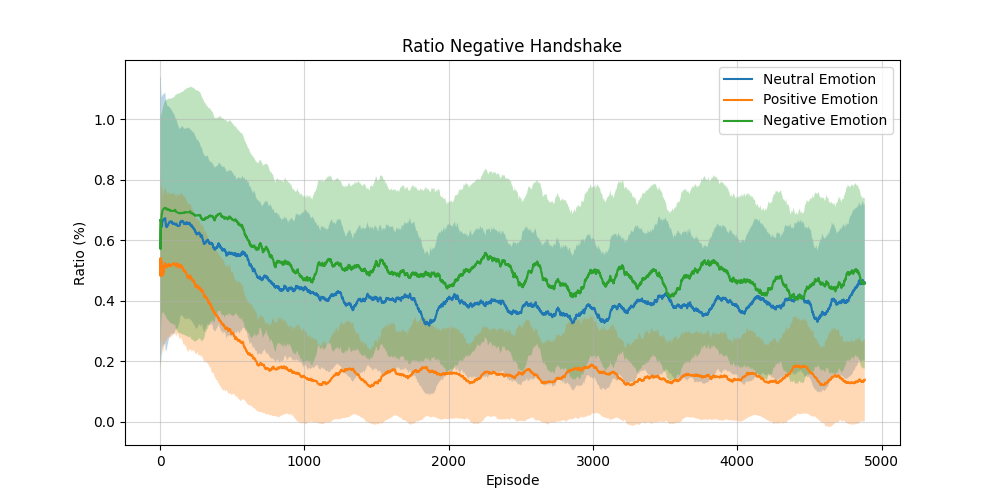 Ratio Negative Handshake
Neutral Emotion
Positive Emotion
Negative Emotion
Ratio (%)
1.0
0.8
0.6
0.4
0.2
0.0
0 1000 2000 3000 4000 5000
Episode